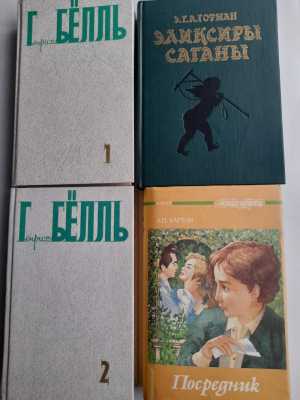 Генрих БЁЛЛЬ
1
Э.Т.А. ГОФМАН
ЭЛИКСИРЫ
САТАНЫ
Генрих БЁЛЛЬ
2
Л.П. ХАРТЛИ
Посредник